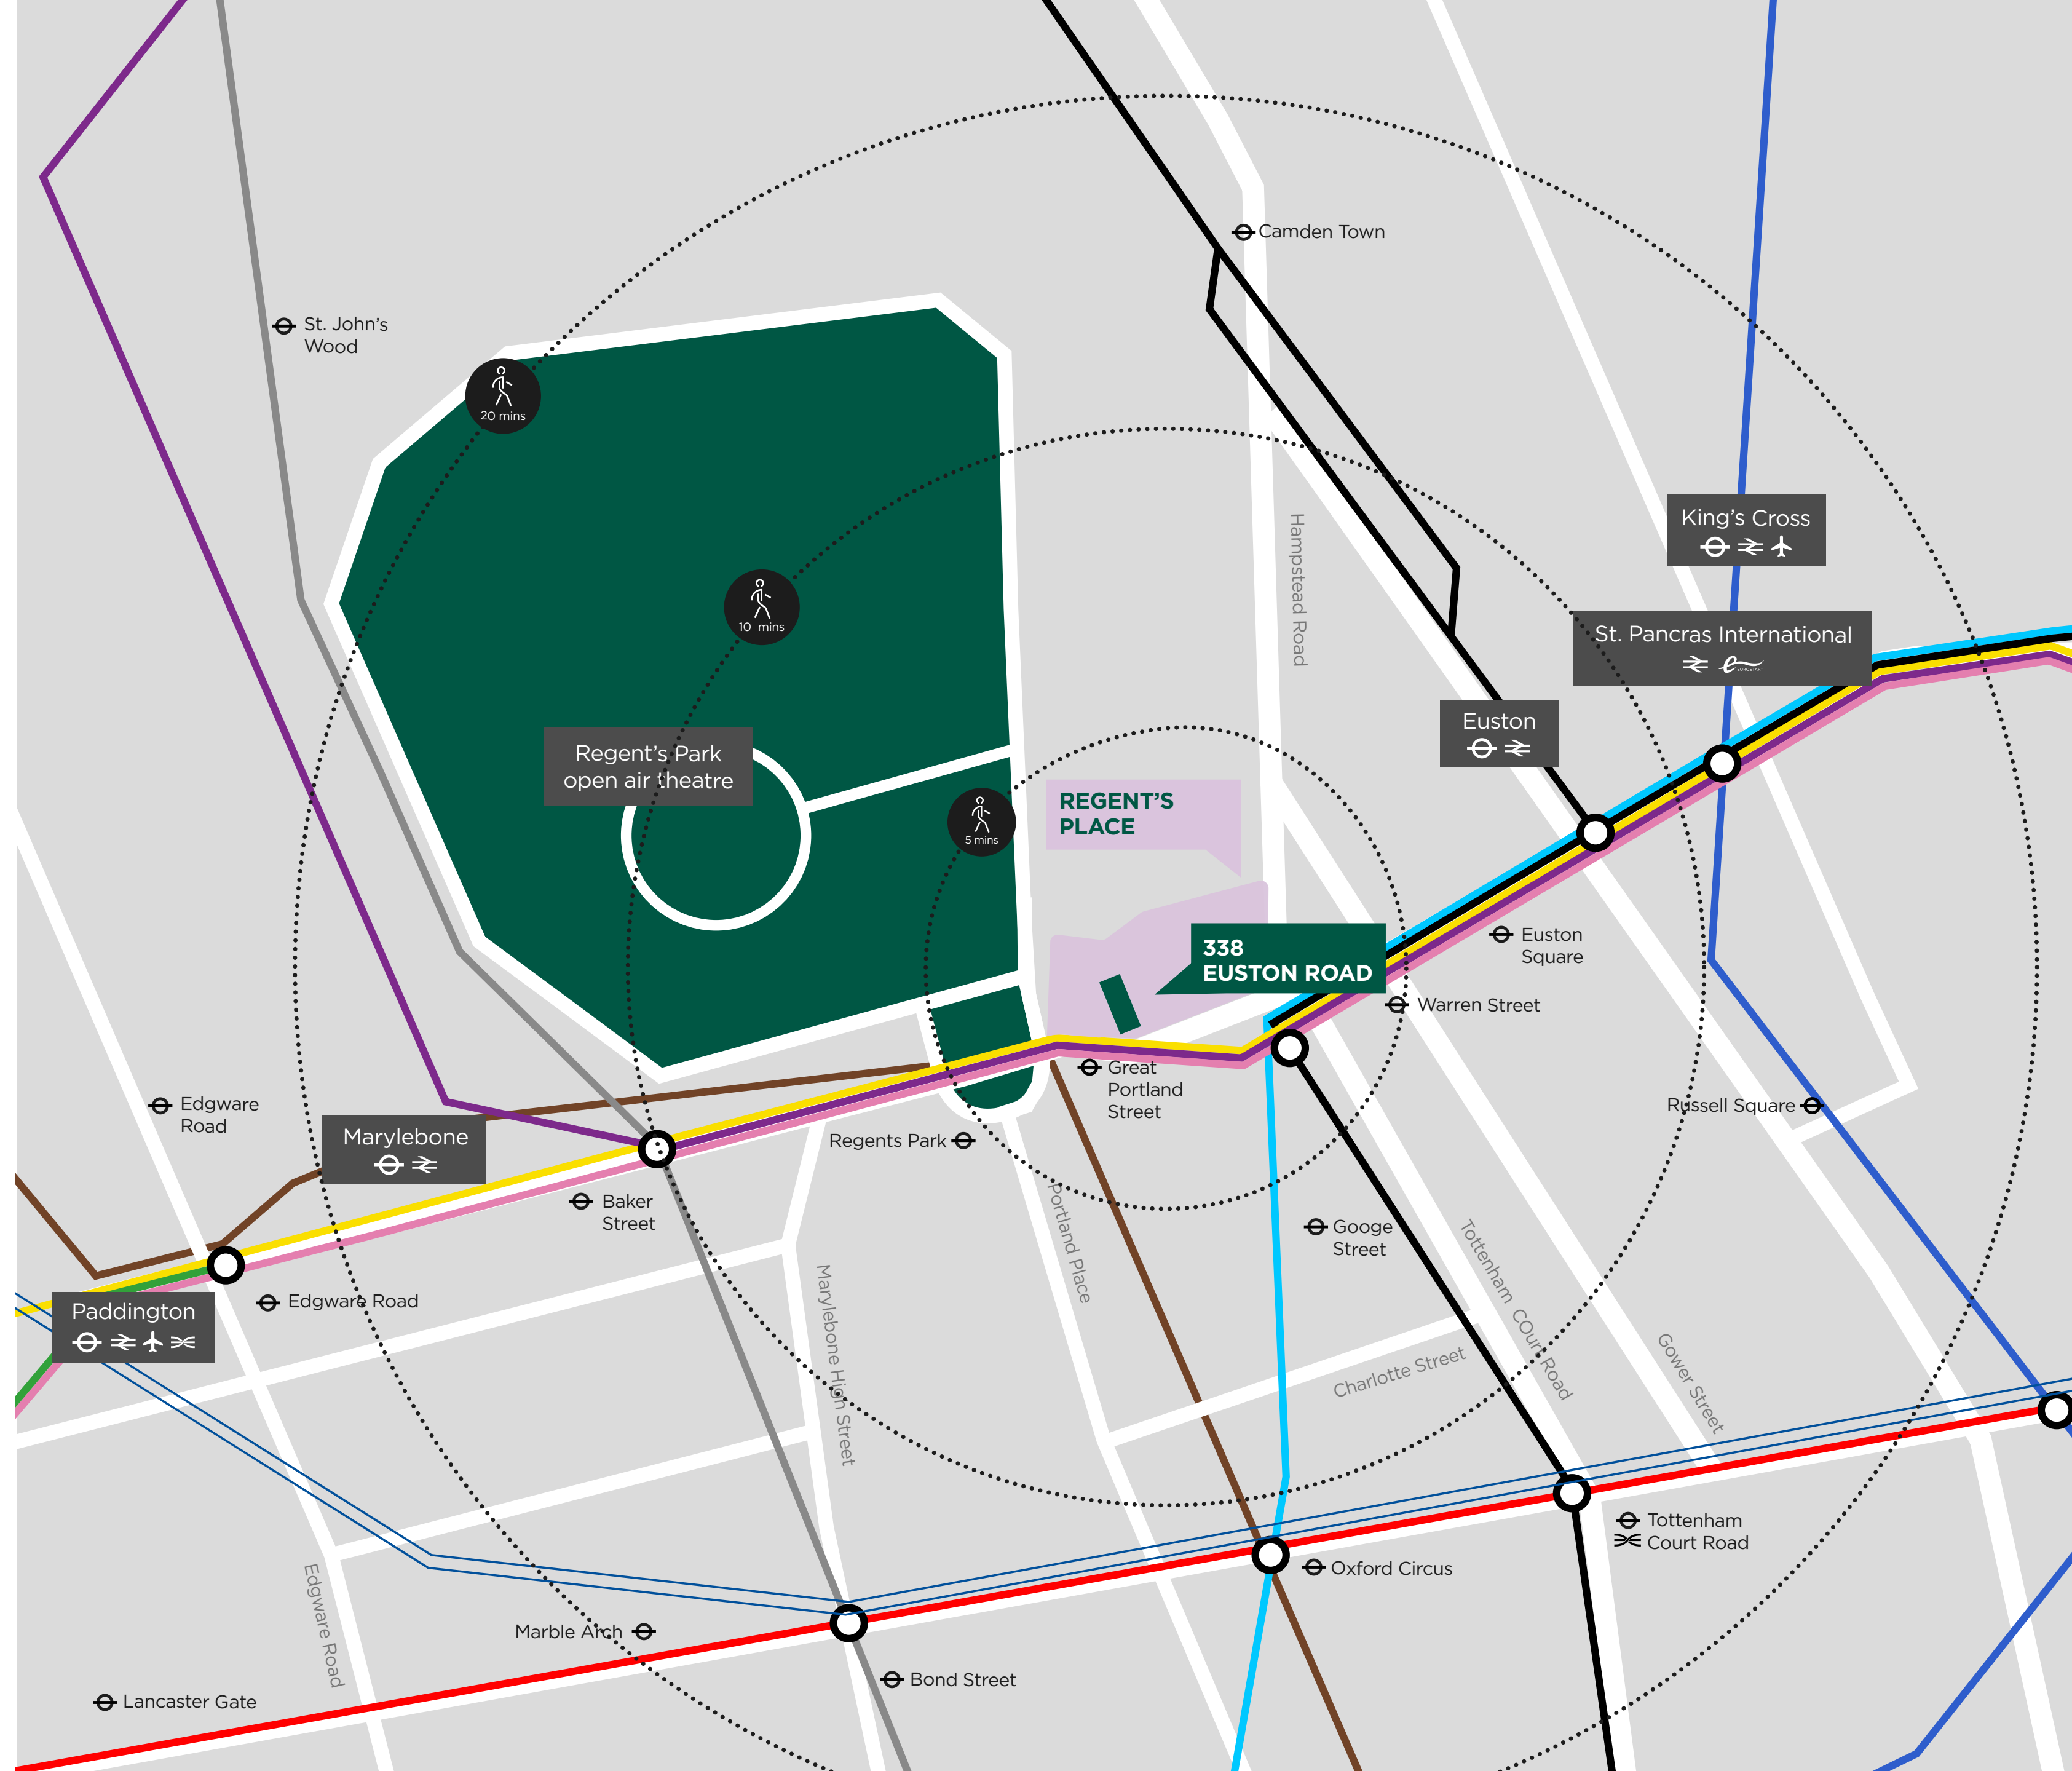 Camden Town
St. John's
Wood
20 mins
King's Cross
Hampstead Road
10 mins
St. Pancras International
EUROSTAR
Euston
Regent's Park
open air theatre
REGENT'S
PLACE
5 mins
338
EUSTON ROAD
Euston
Square
Warren Street
Great
Portland
Street
Edgware
Road
Russell Square
Marylebone
Regents Park
Baker
Street
Portland Place
Googe
Street
Tottenham COurt Road
Edgware Road
Paddington
Marylebone High Street
Charlotte Street
Gower Street
Tottenham
Court Road
Oxford Circus
Edgware Road
Marble Arch
Bond Street
Lancaster Gate